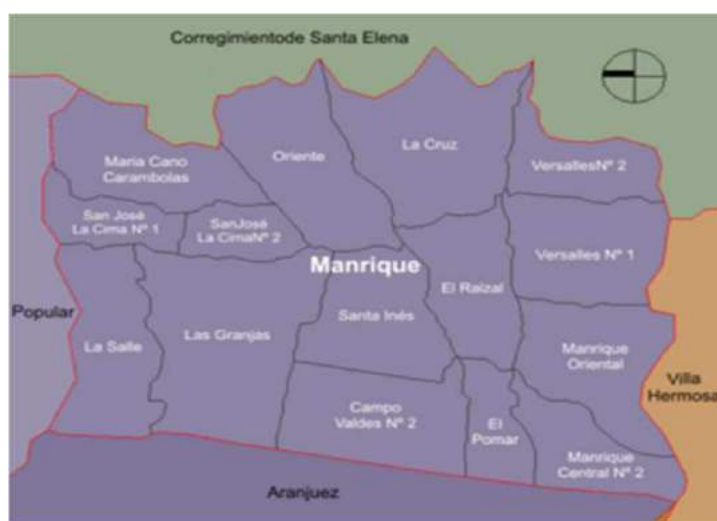 Corregimientode Santa Elena
Oriente
La Cruz
Maria Cano
Carambolas
Versalles Nº 2
San José
La Cima Nº 1
SanJosé
La CimaNº 2
Manrique
Versalles Nº 1
El Raizal
Popular
Santa Inés
Las Granjas
La Salle
Manrique
Oriental
Villa
Hermosa
Campo
Valdes Nº 2
El
Pomar
Manrique
Central Nº 2
Aranjuez